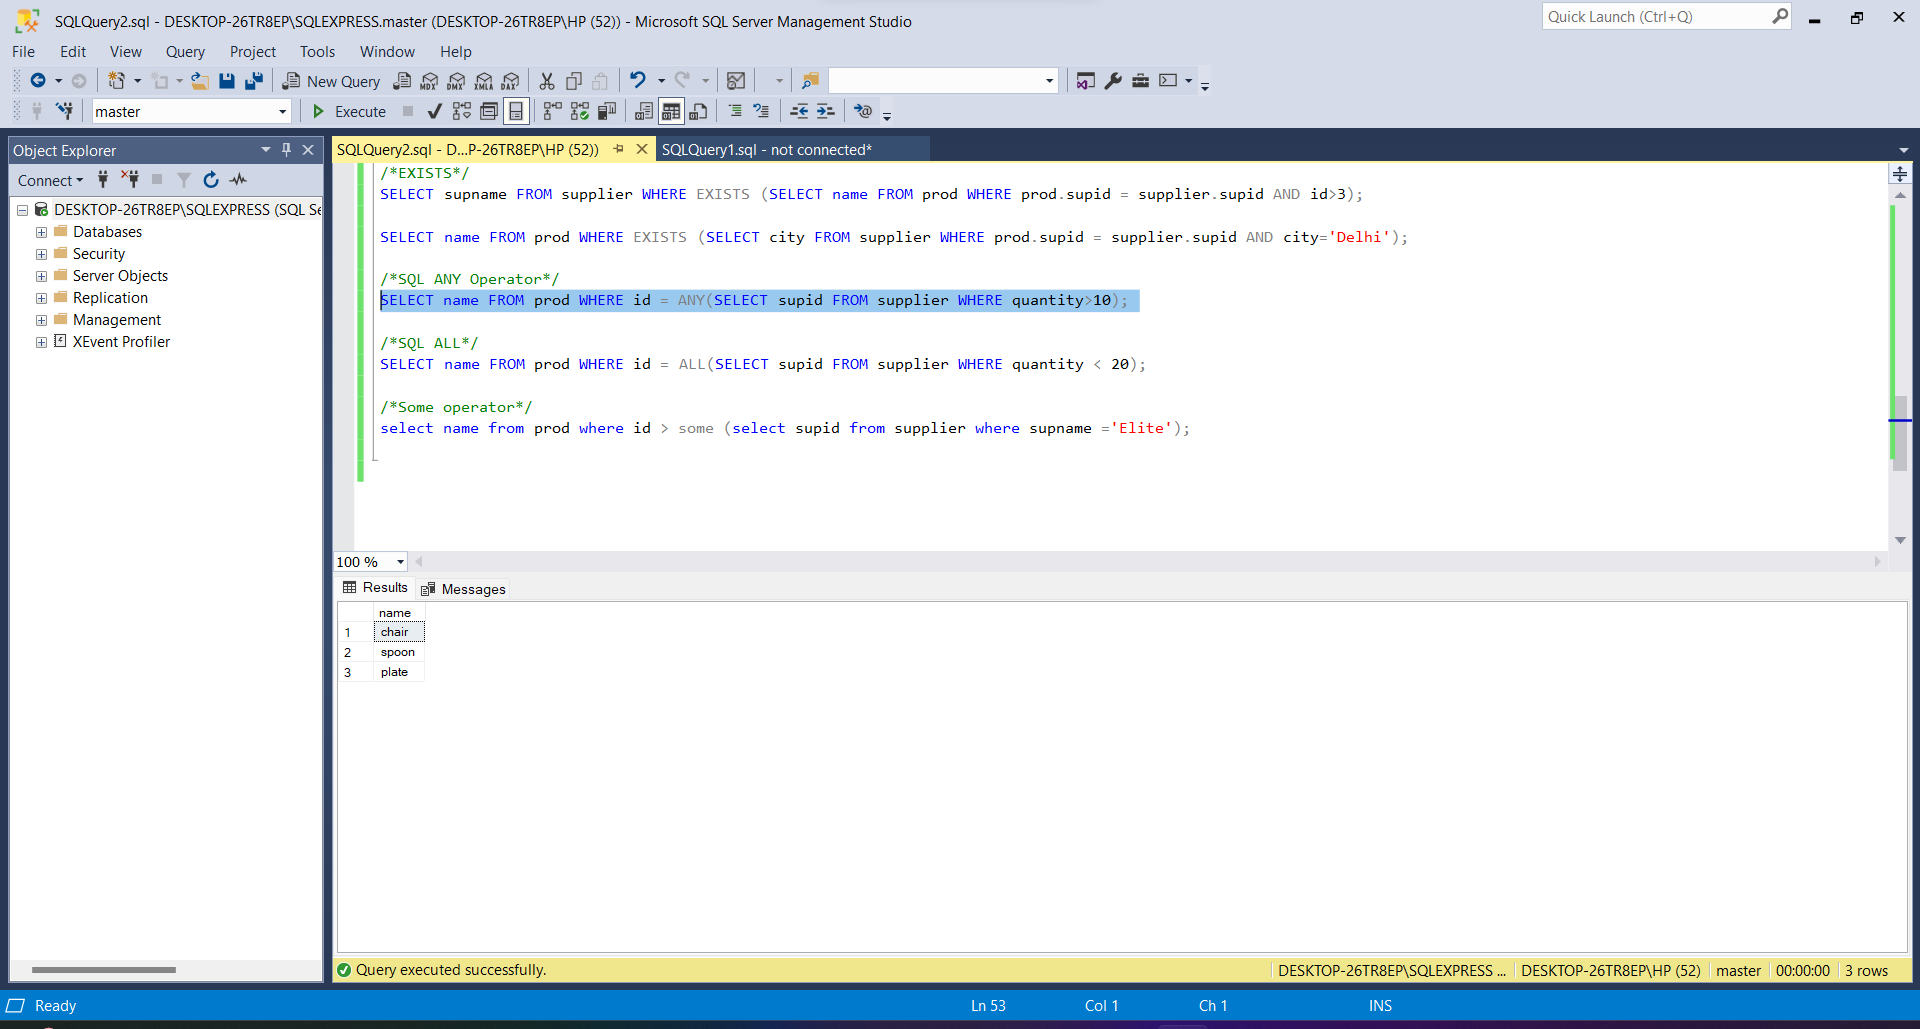 SQLQuery2.sql - DESKTOP-26TR8EP\SQLEXPRESS.master (DESKTOP-26TR8EP\HP (52)) - Microsoft SQL Server Management Studio
Quick Launch (Ctrl+Q)
File Edit View Query Project Tools Window Help
New Query MDX DMX XMLA DAX
master Execute
Object Explorer
SQLQuery2.sql - D...P-26TR8EP\HP (52)) SQLQuery1.sql - not connected*
Connect
DESKTOP-26TR8EP\SQLEXPRESS (SQL Se
Databases
Security
Server Objects
Replication
Management
XEvent Profiler
/*EXISTS*/
SELECT supname FROM supplier WHERE EXISTS (SELECT name FROM prod WHERE prod.supid = supplier.supid AND id>3);
SELECT name FROM prod WHERE EXISTS (SELECT city FROM supplier WHERE prod.supid = supplier.supid AND city='Delhi');
/*SQL ANY Operator*/
SELECT name FROM prod WHERE id = ANY(SELECT supid FROM supplier WHERE quantity>10);
/*SQL ALL*/
SELECT name FROM prod WHERE id = ALL(SELECT supid FROM supplier WHERE quantity < 20);
/*Some operator*/
select name from prod where id > some (select supid from supplier where supname ='Elite');
100 %
Results Messages
name
1 chair
2 spoon
3 plate
Query executed successfully. DESKTOP-26TR8EP\SQLEXPRESS ... DESKTOP-26TR8EP\HP (52) master 00:00:00 3 rows
Ready Ln 53 Col 1 Ch 1 INS